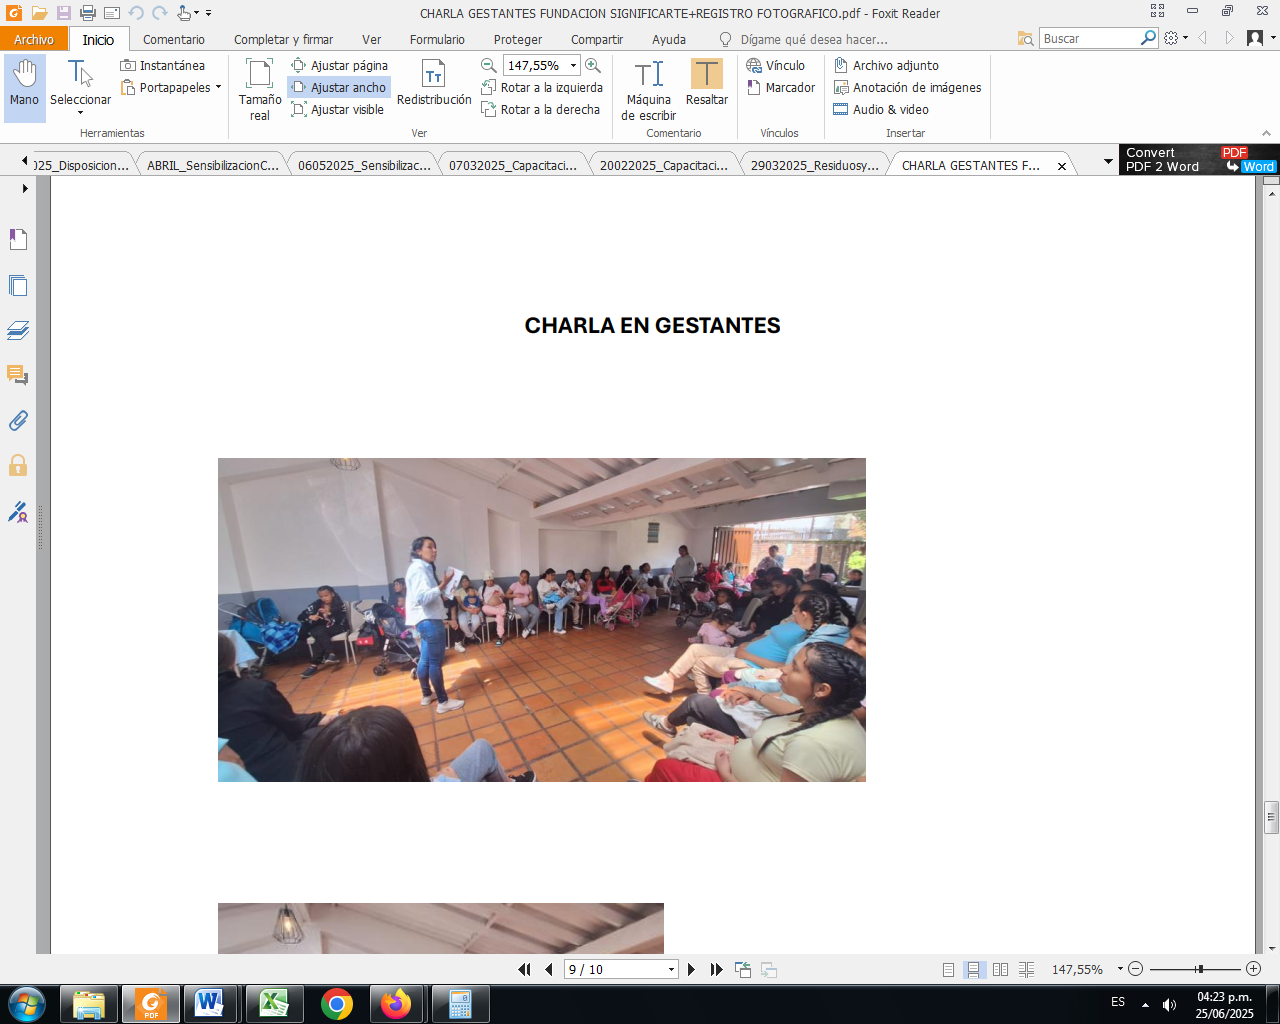 CHARLA GESTANTES FUNDACION SIGNIFICARTE+REGISTRO FOTOGRAFICO.pdf - Foxit Reader
Archivo Inicio Comentario Completar y firmar Ver Formulario Proteger Compartir Ayuda Dígame qué desea hacer... Buscar
Mano
Seleccionar
Instantánea
Portapapeles
Herramientas
Tamaño real
Ajustar página
Ajustar ancho
Ajustar visible
Redistribución
147,55%
Rotar a la izquierda
Rotar a la derecha
Ver
Máquina de escribir
Resaltar
Comentario
Vínculo
Marcador
Vínculos
Archivo adjunto
Anotación de imágenes
Audio & video
Insertar
025_Disposicion... ABRIL_SensibilizacionC... 06052025_Sensibilizac... 07032025_Capacitaci... 20022025_Capacitaci... 29032025_Residuosy... CHARLA GESTANTES F...
Convert PDF
PDF 2 Word Word
CHARLA EN GESTANTES
9 / 10
147,55%
PDF
ES
04:23 p.m.
25/06/2025